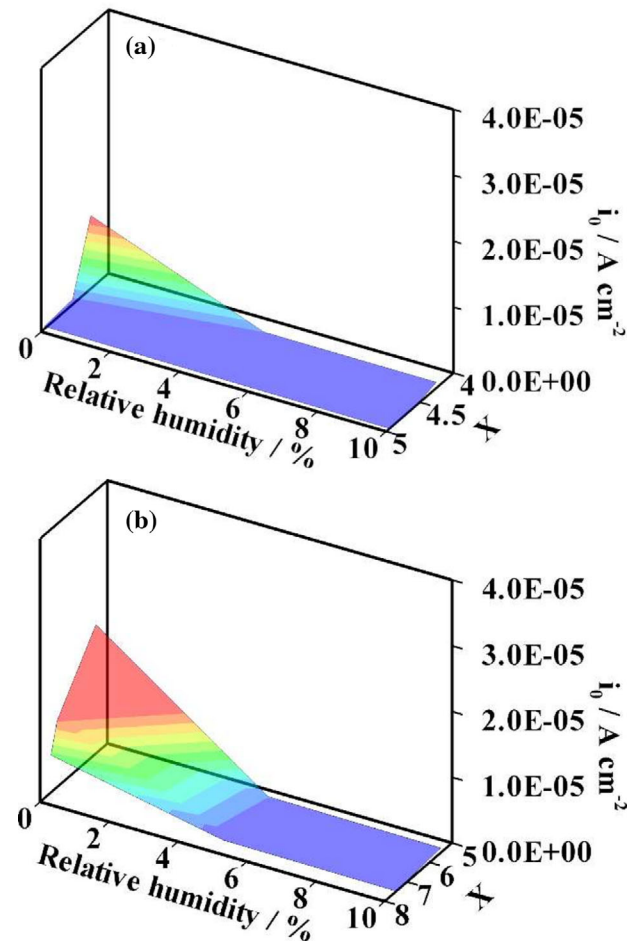 (a)
4.0E-05
3.0E-05
2.0E-05
1.0E-05
0.0E+00
i₀ / A cm⁻²
0
2
4
6
8
10
Relative humidity / %
4
4.5
5
X
(b)
4.0E-05
3.0E-05
2.0E-05
1.0E-05
0.0E+00
i₀ / A cm⁻²
0
2
4
6
8
10
Relative humidity / %
5
6
7
8
X